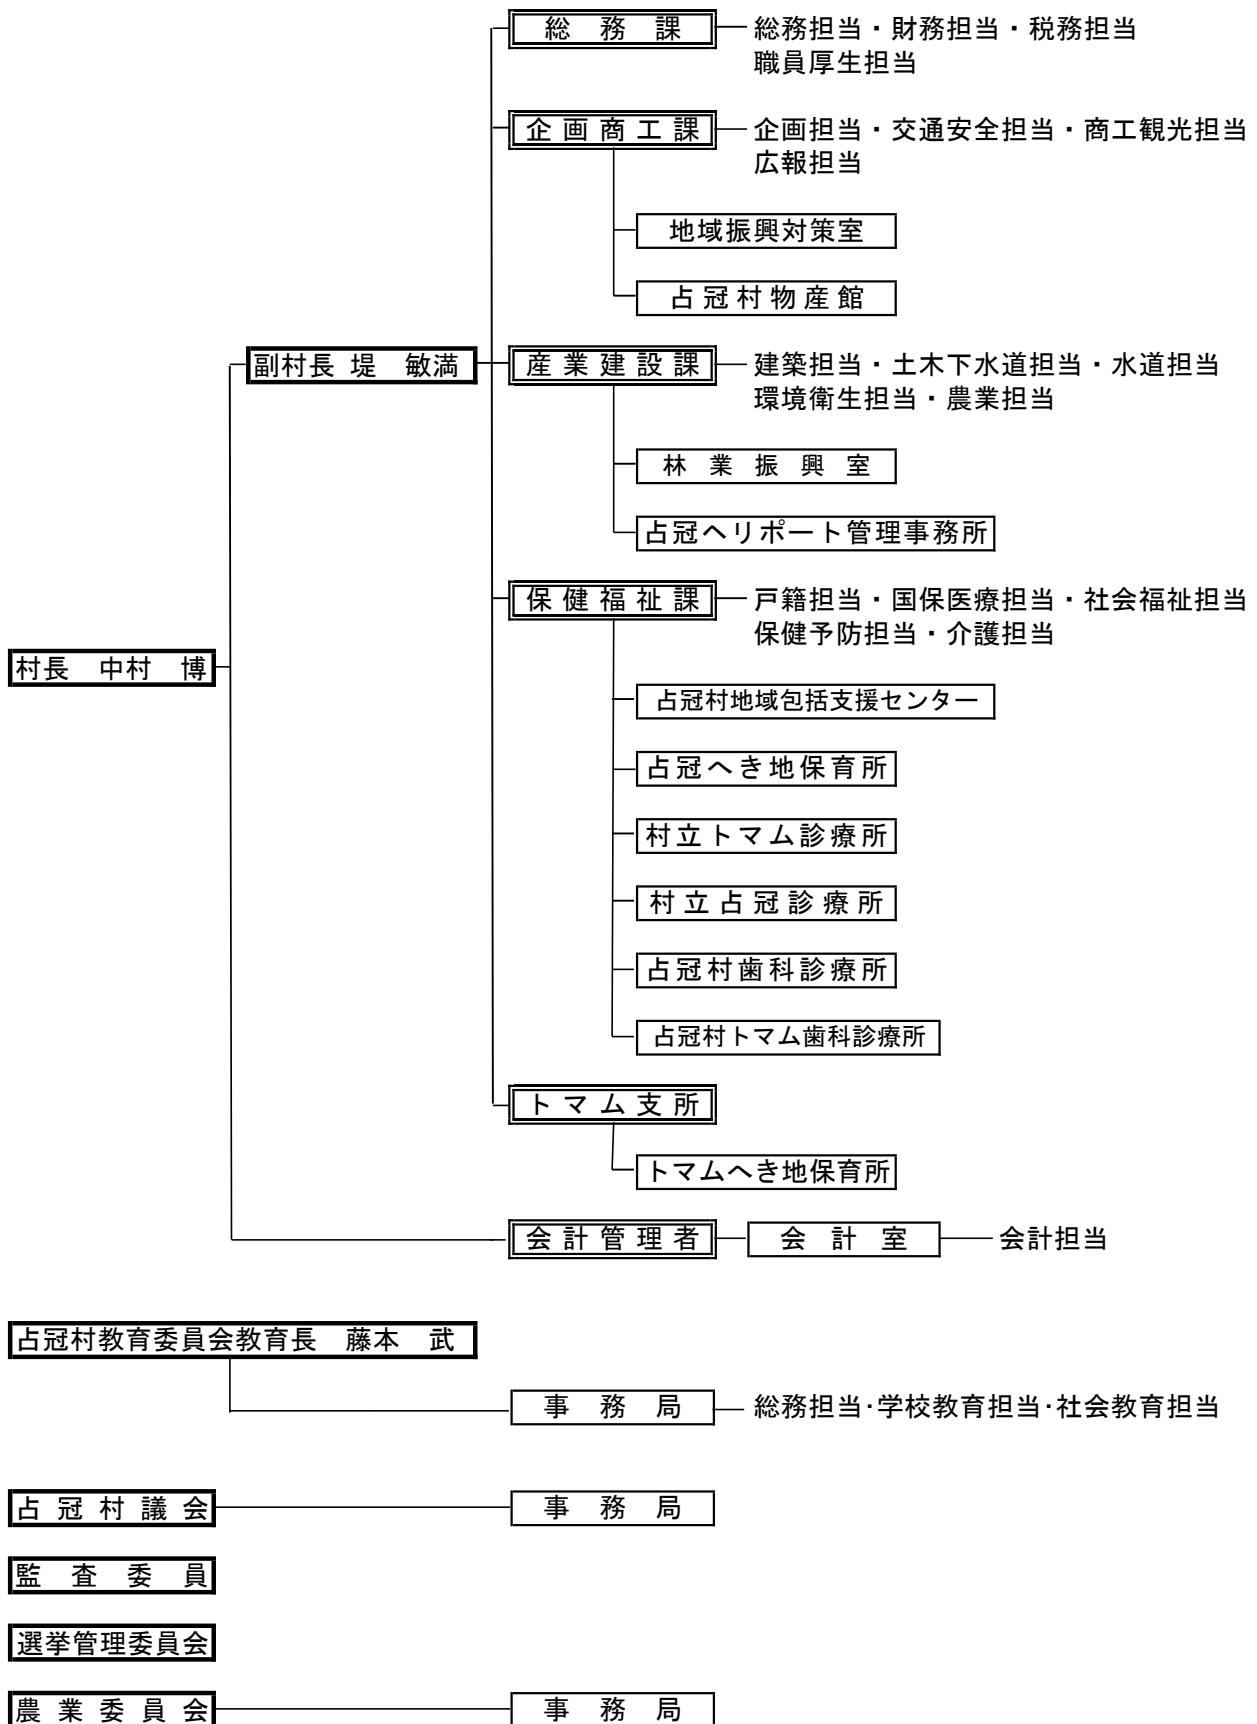 総務課
総務担当・財務担当・税務担当
職員厚生担当
企画商工課
企画担当・交通安全担当・商工観光担当
広報担当
地域振興対策室
占冠村物産館
副村長 堤　敏満
産業建設課
建築担当・土木下水道担当・水道担当
環境衛生担当・農業担当
林業振興室
占冠ヘリポート管理事務所
保健福祉課
戸籍担当・国保医療担当・社会福祉担当
保健予防担当・介護担当
村長　中村　博
占冠村地域包括支援センター
占冠へき地保育所
村立トマム診療所
村立占冠診療所
占冠村歯科診療所
占冠村トマム歯科診療所
トマム支所
トマムへき地保育所
会計管理者
会計室
会計担当
占冠村教育委員会教育長　藤本　武
事務局
総務担当・学校教育担当・社会教育担当
占冠村議会
事務局
監査委員
選挙管理委員会
農業委員会
事務局